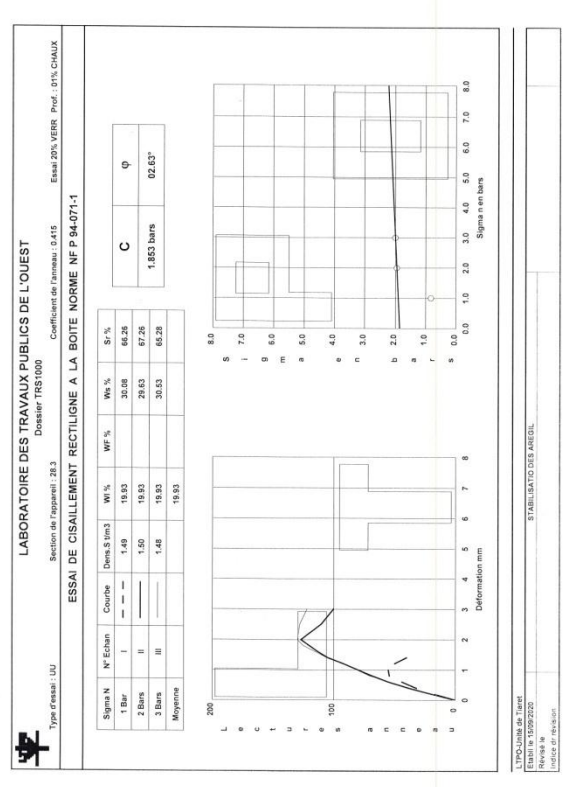 LABORATOIRE DES TRAVAUX PUBLICS DE L'OUEST
Dossier TRS1000
Type d'essai : UU Section de l'appareil : 28.3 Coefficient de l'anneau : 0.415 Essai 20% VERR Prof. : 01% CHAUX
ESSAI DE CISAILLEMENT RECTILIGNE A LA BOITE NORME NF P 94-071-1
Sigma N N° Echan Courbe Dens.S t/m3 WI % WF % Ws % Sr %
1 Bar I 1.49 19.93 30.08 66.26
2 Bars II 1.50 19.93 29.63 67.26
3 Bars III 1.48 19.93 30.53 65.28
Moyenne 19.93
C φ
1.853 bars 02.63°
200
100
0
L e c t u r e s a n n e a u
0 1 2 3 4 5 6 7 8
Déformation mm
8.0
7.0
6.0
5.0
4.0
3.0
2.0
1.0
0.0
S i g m a e n b a r s
0.0 1.0 2.0 3.0 4.0 5.0 6.0 7.0 8.0
Sigma n en bars
LTPO-Unité de Tiaret
Etabli le 15/09/2020 STABILISATIO DES AREGIL
Révisé le
Indice dr révision